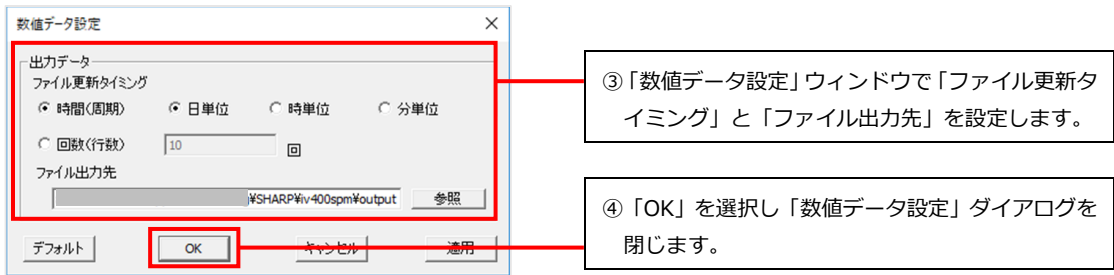 数値データ設定
出力データ
ファイル更新タイミング
時間(周期) 日単位 時単位 分単位
回数(行数) 10 回
ファイル出力先
¥SHARP¥iv400spm¥output 参照
デフォルト OK キャンセル 適用
③「数値データ設定」ウィンドウで「ファイル更新タ
イミング」と「ファイル出力先」を設定します。
④「OK」を選択し「数値データ設定」ダイアログを
閉じます。